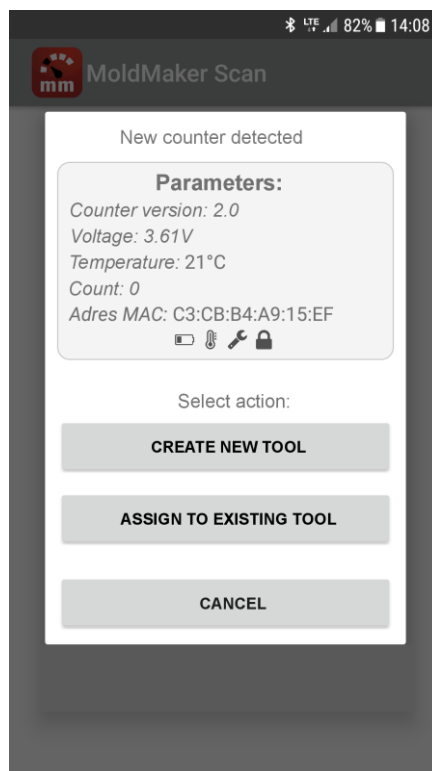 LTE 82% 14:08
mm MoldMaker Scan
New counter detected
Parameters:
Counter version: 2.0
Voltage: 3.61V
Temperature: 21°C
Count: 0
Adres MAC: C3:CB:B4:A9:15:EF
Select action:
CREATE NEW TOOL
ASSIGN TO EXISTING TOOL
CANCEL